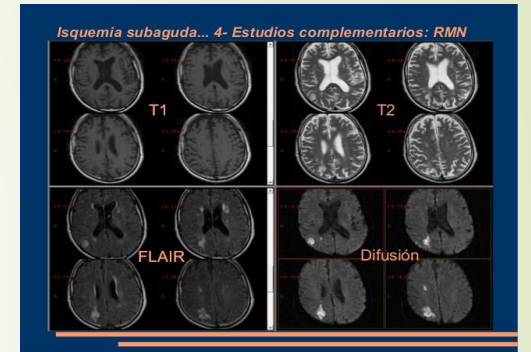 Isquemia subaguda... 4- Estudios complementarios: RMN
T1
T2
FLAIR
Difusión